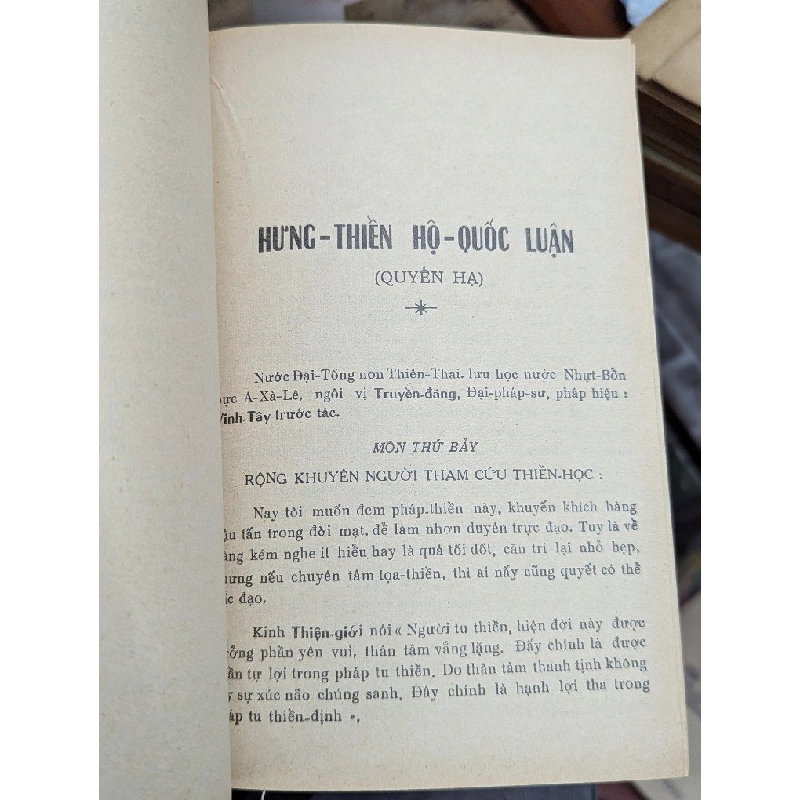 HƯNG-THIỀN HỘ-QUỐC LUẬN
(QUYỂN HẠ)
Nước Đại-Tống non Thiên-Thai, lưu học nước Nhựt-Bổn
A-Xà-Lê, ngôi vị Truyền-đăng, Đại-pháp-sư, pháp hiệu :
Vinh-Tây trước tác.
MÔN THỨ BẢY
RỘNG KHUYÊN NGƯỜI THAM CỨU THIỀN-HỌC :
Nay tôi muốn đem pháp-thiền này, khuyến khích hàng
tấn trong đời mạt, để làm nhơn duyên trực đạo. Tuy là về
kém nghe ít hiểu hay là quá tối dốt, căn trí lại nhỏ hẹp,
nếu chuyên tâm tọa-thiền, thì ai nấy cũng quyết có thể
đạo.
Kinh Thiện-giới nói « Người tu thiền, hiện đời này được
phần yên vui, thân tâm vắng lặng. Đấy chính là được
tự lợi trong pháp tu thiền. Do thân tâm thanh tịnh không
sự xúc não chúng sanh. Đây chính là hạnh lợi tha trong
tu thiền-định ».